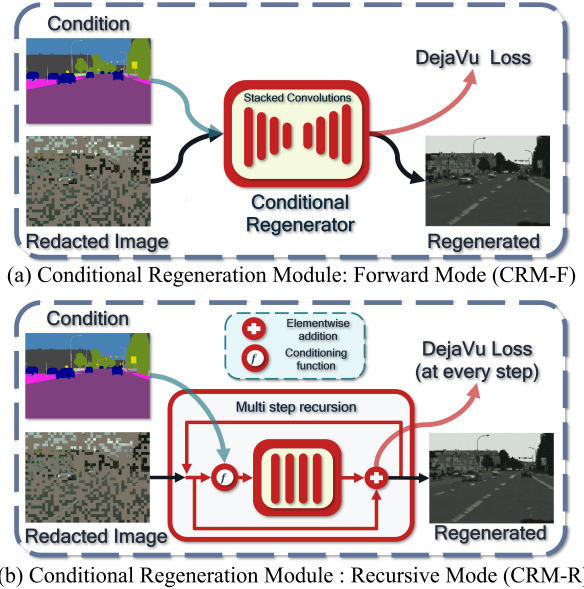 Condition
DejaVu Loss
Stacked Convolutions
Conditional
Regenerator
Redacted Image
Regenerated
(a) Conditional Regeneration Module: Forward Mode (CRM-F)
Condition
Elementwise
addition
f
Conditioning
function
DejaVu Loss
(at every step)
Multi step recursion
f
Redacted Image
Regenerated
(b) Conditional Regeneration Module : Recursive Mode (CRM-R)